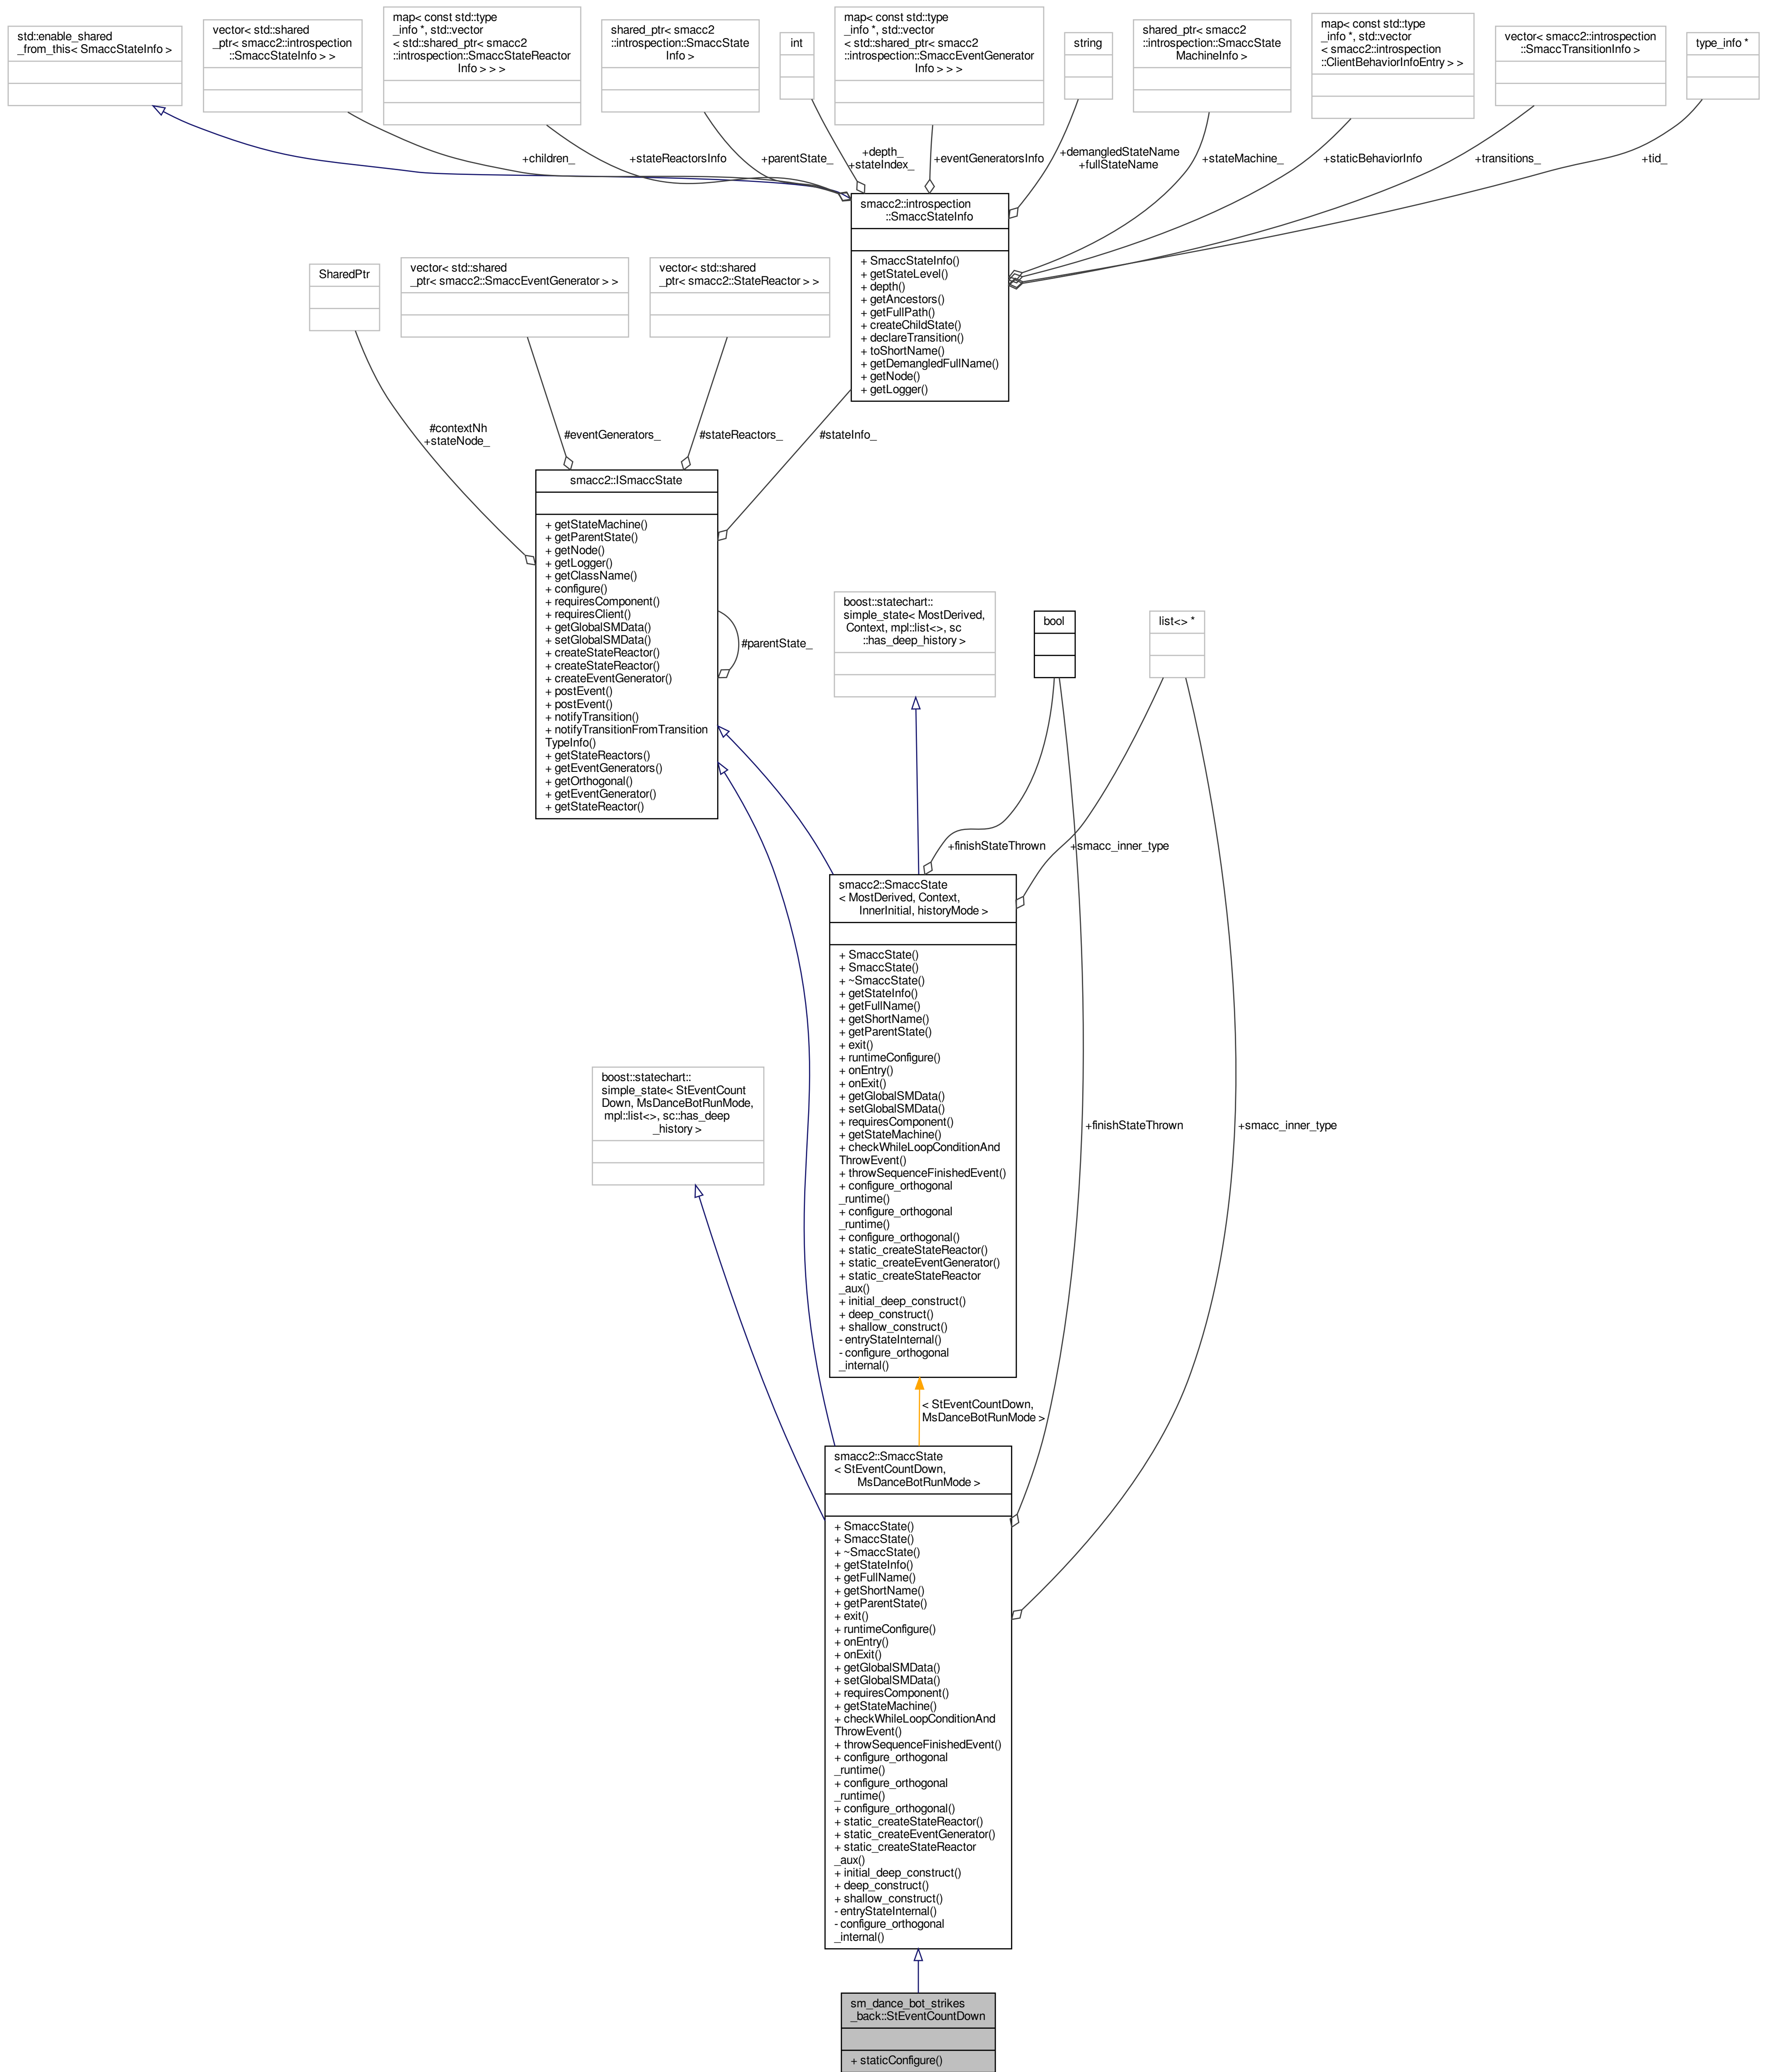 std::enable_shared
_from_this< SmaccStateInfo >
vector< std::shared
_ptr< smacc2::introspection
::SmaccStateInfo > >
map< const std::type
_info *, std::vector
< std::shared_ptr< smacc2
::introspection::SmaccStateReactor
Info > > >
shared_ptr< smacc2
::introspection::SmaccState
Info >
int
map< const std::type
_info *, std::vector
< std::shared_ptr< smacc2
::introspection::SmaccEventGenerator
Info > > >
string
shared_ptr< smacc2
::introspection::SmaccState
MachineInfo >
map< const std::type
_info *, std::vector
< smacc2::introspection
::ClientBehaviorInfoEntry > >
vector< smacc2::introspection
::SmaccTransitionInfo >
type_info *
+children_
+stateReactorsInfo
+parentState_
+depth_
+stateIndex_
+eventGeneratorsInfo
+demangledStateName
+fullStateName
+stateMachine_
+staticBehaviorInfo
+transitions_
+tid_
smacc2::introspection
::SmaccStateInfo
+ SmaccStateInfo()
+ getStateLevel()
+ depth()
+ getAncestors()
+ getFullPath()
+ createChildState()
+ declareTransition()
+ toShortName()
+ getDemangledFullName()
+ getNode()
+ getLogger()
SharedPtr
vector< std::shared
_ptr< smacc2::SmaccEventGenerator > >
vector< std::shared
_ptr< smacc2::StateReactor > >
#contextNh
+stateNode_
#eventGenerators_
#stateReactors_
#stateInfo_
smacc2::ISmaccState
+ getStateMachine()
+ getParentState()
+ getNode()
+ getLogger()
+ getClassName()
+ configure()
+ requiresComponent()
+ requiresClient()
+ getGlobalSMData()
+ setGlobalSMData()
+ createStateReactor()
+ createStateReactor()
+ createEventGenerator()
+ postEvent()
+ postEvent()
+ notifyTransition()
+ notifyTransitionFromTransition
TypeInfo()
+ getStateReactors()
+ getEventGenerators()
+ getOrthogonal()
+ getEventGenerator()
+ getStateReactor()
#parentState_
boost::statechart::
simple_state< MostDerived,
Context, mpl::list<>, sc
::has_deep_history >
bool
list<> *
+finishStateThrown
+smacc_inner_type
smacc2::SmaccState
< MostDerived, Context,
InnerInitial, historyMode >
+ SmaccState()
+ SmaccState()
+ ~SmaccState()
+ getStateInfo()
+ getFullName()
+ getShortName()
+ getParentState()
+ exit()
+ runtimeConfigure()
+ onEntry()
+ onExit()
+ getGlobalSMData()
+ setGlobalSMData()
+ requiresComponent()
+ getStateMachine()
+ checkWhileLoopConditionAnd
ThrowEvent()
+ throwSequenceFinishedEvent()
+ configure_orthogonal
_runtime()
+ configure_orthogonal
_runtime()
+ configure_orthogonal()
+ static_createStateReactor()
+ static_createEventGenerator()
+ static_createStateReactor
_aux()
+ initial_deep_construct()
+ deep_construct()
+ shallow_construct()
- entryStateInternal()
- configure_orthogonal
_internal()
boost::statechart::
simple_state< StEventCount
Down, MsDanceBotRunMode,
mpl::list<>, sc::has_deep
_history >
+finishStateThrown
+smacc_inner_type
< StEventCountDown,
MsDanceBotRunMode >
smacc2::SmaccState
< StEventCountDown,
MsDanceBotRunMode >
+ SmaccState()
+ SmaccState()
+ ~SmaccState()
+ getStateInfo()
+ getFullName()
+ getShortName()
+ getParentState()
+ exit()
+ runtimeConfigure()
+ onEntry()
+ onExit()
+ getGlobalSMData()
+ setGlobalSMData()
+ requiresComponent()
+ getStateMachine()
+ checkWhileLoopConditionAnd
ThrowEvent()
+ throwSequenceFinishedEvent()
+ configure_orthogonal
_runtime()
+ configure_orthogonal
_runtime()
+ configure_orthogonal()
+ static_createStateReactor()
+ static_createEventGenerator()
+ static_createStateReactor
_aux()
+ initial_deep_construct()
+ deep_construct()
+ shallow_construct()
- entryStateInternal()
- configure_orthogonal
_internal()
sm_dance_bot_strikes
_back::StEventCountDown
+ staticConfigure()